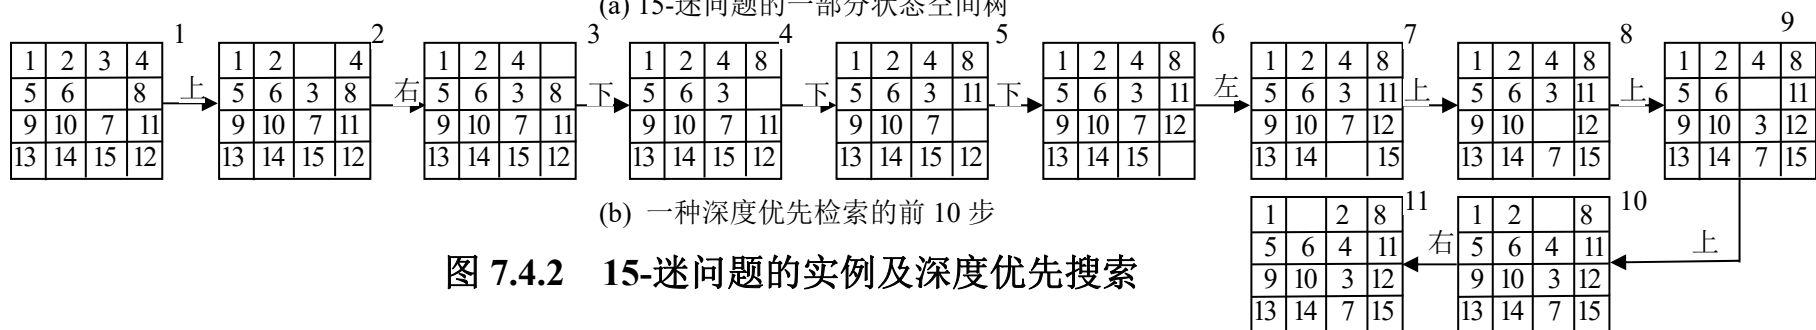 (a) 15-迷问题的一部分状态空间树
1 2 3 4 5 6 7 8 9
1 2 3 4 1 2 4 1 2 4 1 2 4 8 1 2 4 8 1 2 4 8 1 2 4 8 1 2 4 8 1 2 4 8
5 6 8 5 6 3 8 5 6 3 8 5 6 3 5 6 3 11 5 6 3 11 5 6 3 11 5 6 3 11 5 6 11
上 右 下 下 下 左 上 上
9 10 7 11 9 10 7 11 9 10 7 11 9 10 7 11 9 10 7 9 10 7 12 9 10 7 12 9 10 12 9 10 3 12
13 14 15 12 13 14 15 12 13 14 15 12 13 14 15 12 13 14 15 12 13 14 15 13 14 15 13 14 7 15 13 14 7 15
(b) 一种深度优先检索的前 10 步
11 10
1 2 8 1 2 8
5 6 4 11 右 5 6 4 11 上
9 10 3 12 9 10 3 12
13 14 7 15 13 14 7 15
图 7.4.2 15-迷问题的实例及深度优先搜索